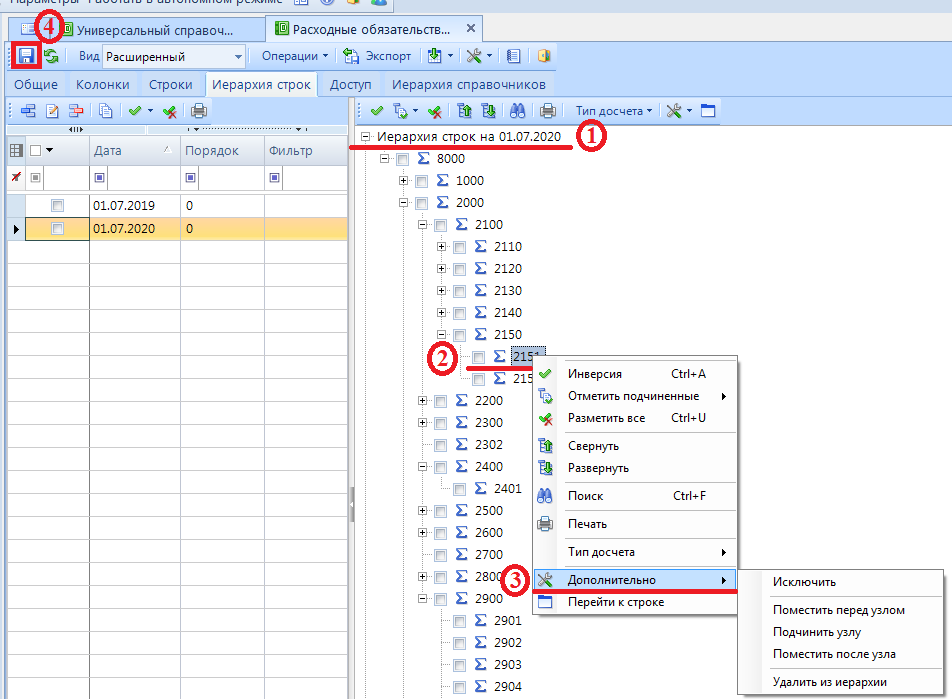 Параметры Работать в автономном режиме
4
Универсальный справоч...
Расходные обязательств...
Вид Расширенный Операции Экспорт
Общие Колонки Строки Иерархия строк Доступ Иерархия справочников
Тип досчета
Иерархия строк на 01.07.2020
1
Дата Порядок Фильтр
01.07.2019 0
01.07.2020 0
8000
1000
2000
2100
2110
2120
2130
2140
2150
2
2151
215
2200
2300
2302
2400
2401
2500
2600
2700
2800
2900
2901
2902
2903
2904
Инверсия Ctrl+A
Отметить подчиненные
Разметить все Ctrl+U
Свернуть
Развернуть
Поиск Ctrl+F
Печать
Тип досчета
3
Дополнительно
Перейти к строке
Исключить
Поместить перед узлом
Подчинить узлу
Поместить после узла
Удалить из иерархии